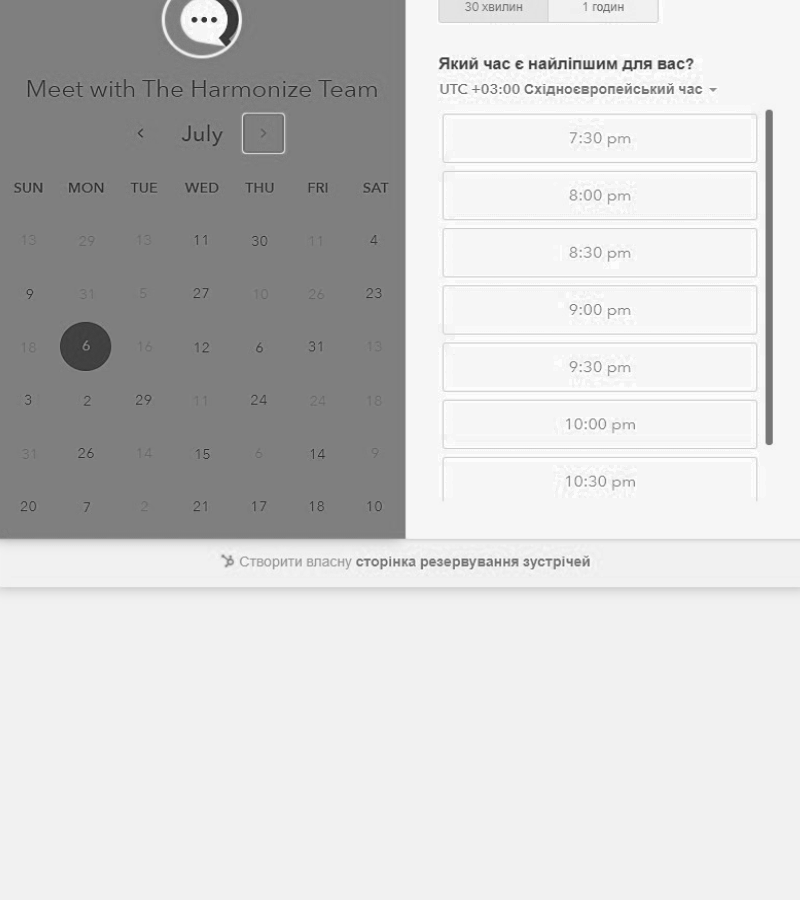 Meet with The Harmonize Team
July
SUN MON TUE WED THU FRI SAT
13 29 13 11 30 11 4
9 31 5 27 10 26 23
18 6 16 12 6 31 13
3 2 29 11 24 24 18
31 26 14 15 6 14 9
20 7 2 21 17 18 10
30 хвилин 1 годин
Який час є найліпшим для вас?
UTC +03:00 Східноєвропейський час
7:30 pm
8:00 pm
8:30 pm
9:00 pm
9:30 pm
10:00 pm
10:30 pm
Створити власну сторінка резервування зустрічей